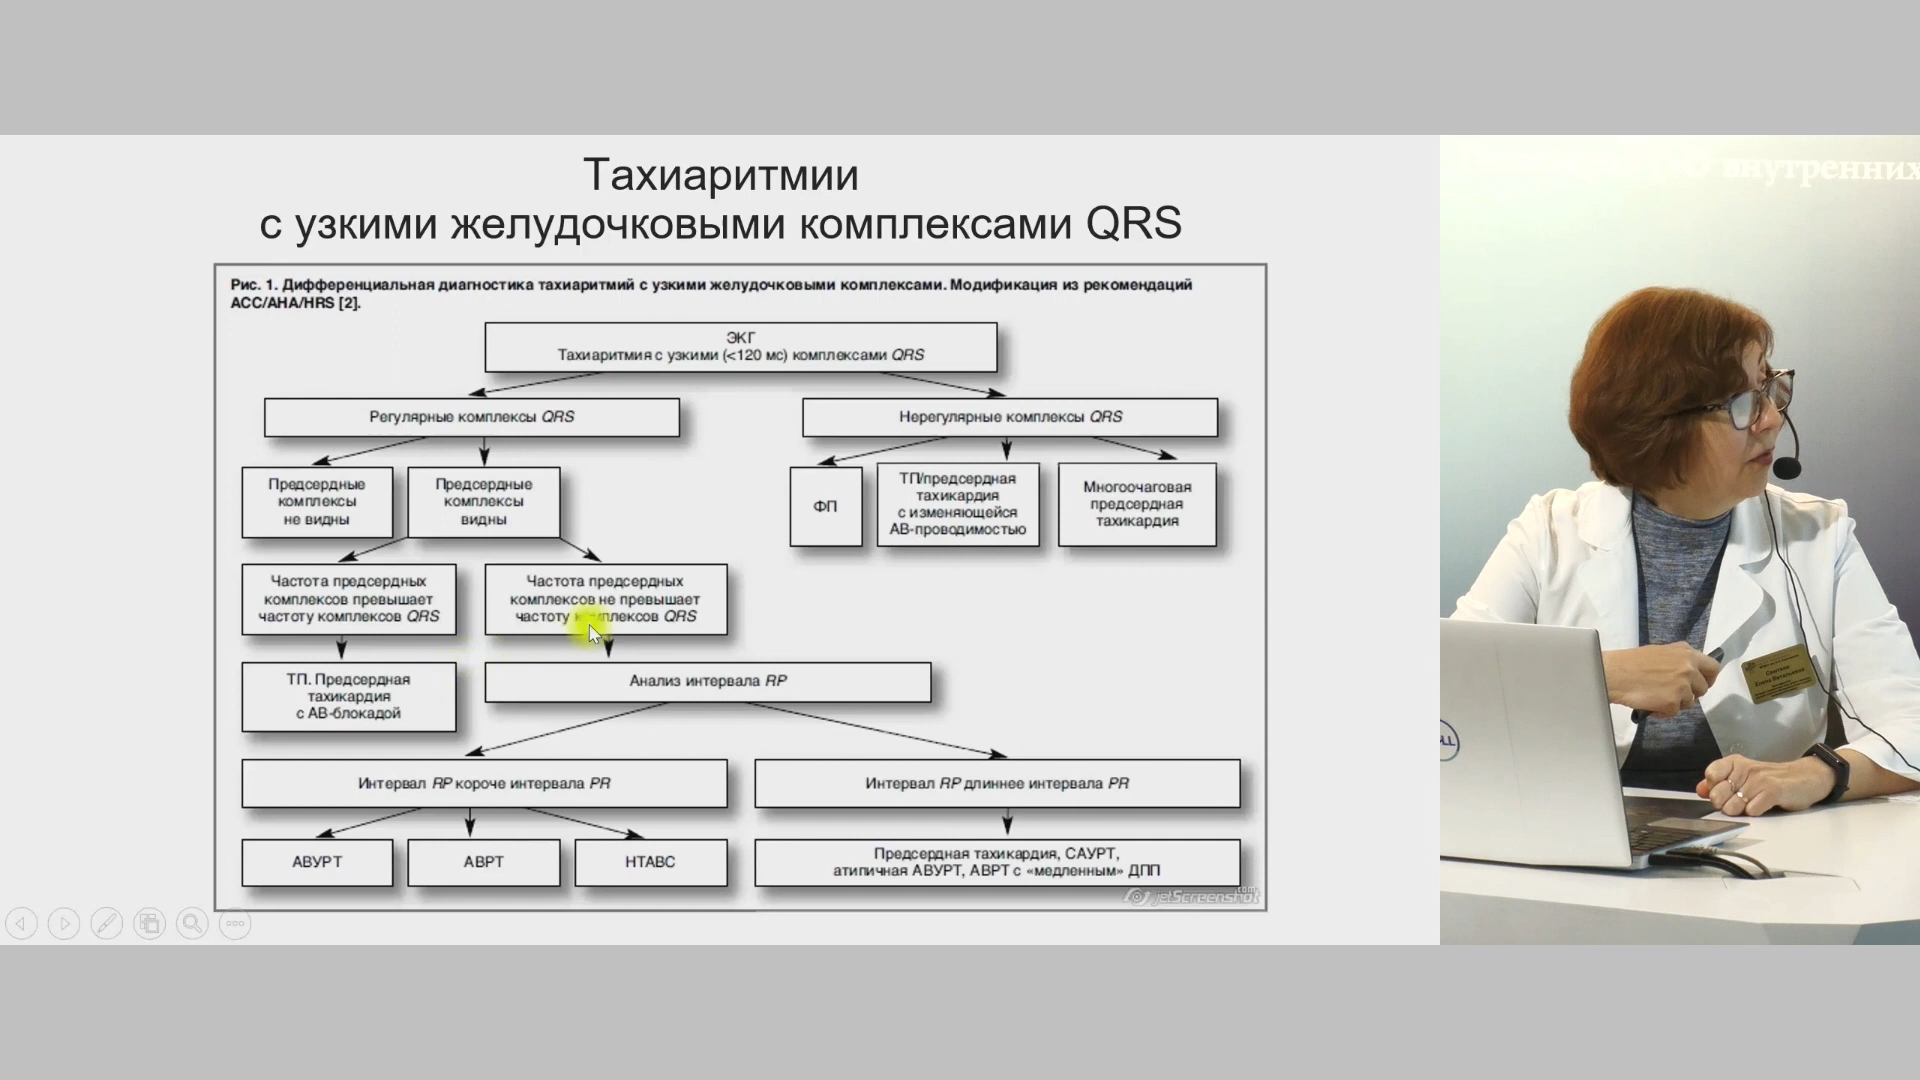 Тахиаритмии
с узкими желудочковыми комплексами QRS
Рис. 1. Дифференциальная диагностика тахиаритмий с узкими желудочковыми комплексами. Модификация из рекомендаций
ACC/AHA/HRS [2].
ЭКГ
Тахиаритмия с узкими (<120 мс) комплексами QRS
Регулярные комплексы QRS
Нерегулярные комплексы QRS
Предсердные
комплексы
не видны
Предсердные
комплексы
видны
ФП
ТП/предсердная
тахикардия
с изменяющейся
АВ-проводимостью
Многоочаговая
предсердная
тахикардия
Частота предсердных
комплексов превышает
частоту комплексов QRS
Частота предсердных
комплексов не превышает
частоту комплексов QRS
ТП. Предсердная
тахикардия
с АВ-блокадой
Анализ интервала RP
Интервал RP короче интервала PR
Интервал RP длиннее интервала PR
АВУРТ
АВРТ
НТАВС
Предсердная тахикардия, САУРТ,
атипичная АВУРТ, АВРТ с «медленным» ДПП
jetScreenshot
.com
внутренних